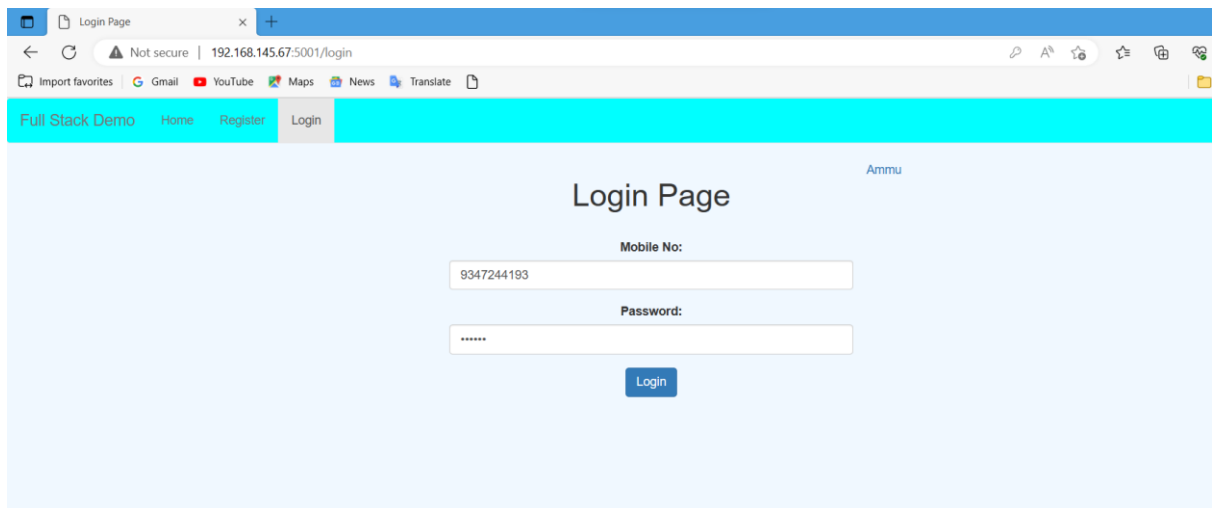 Login Page
Not secure | 192.168.145.67:5001/login
Import favorites Gmail YouTube Maps News Translate
Full Stack Demo Home Register Login
Ammu
Login Page
Mobile No:
9347244193
Password:
••••••
Login